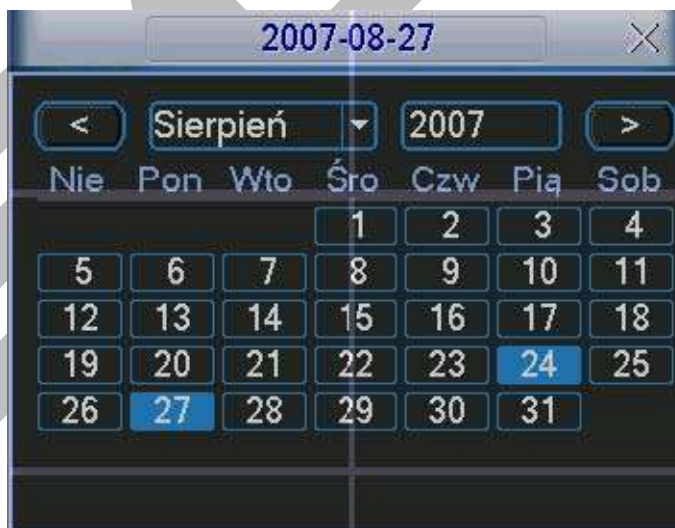 2007-08-27
< Sierpień 2007 >
Nie Pon Wto Śro Czw Pią Sob
1 2 3 4
5 6 7 8 9 10 11
12 13 14 15 16 17 18
19 20 21 22 23 24 25
26 27 28 29 30 31